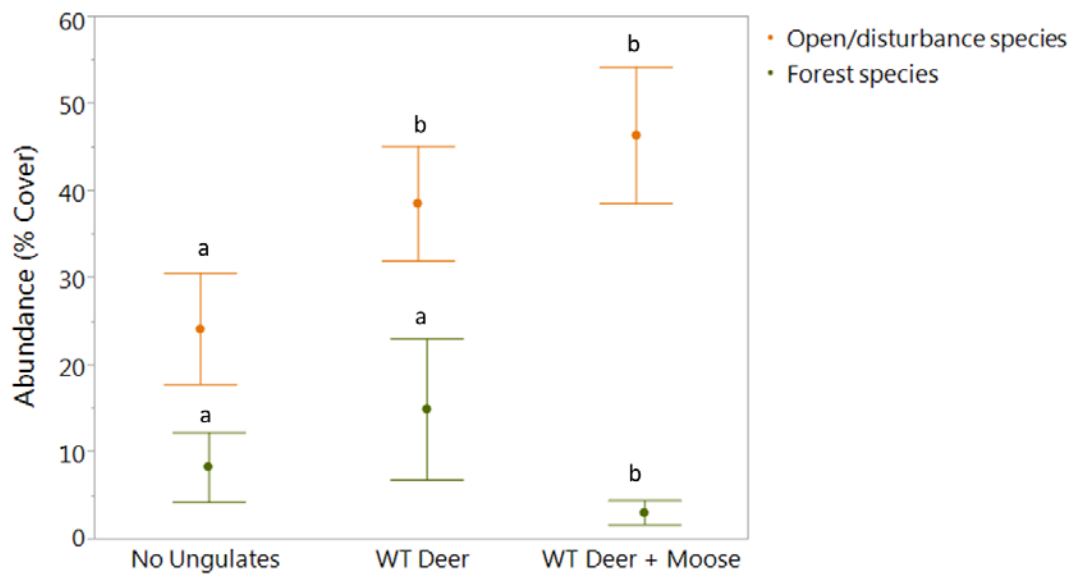 Abundance (% Cover)
60
50
40
30
20
10
0
a
a
b
a
b
b
No Ungulates
WT Deer
WT Deer + Moose
Open/disturbance species
Forest species